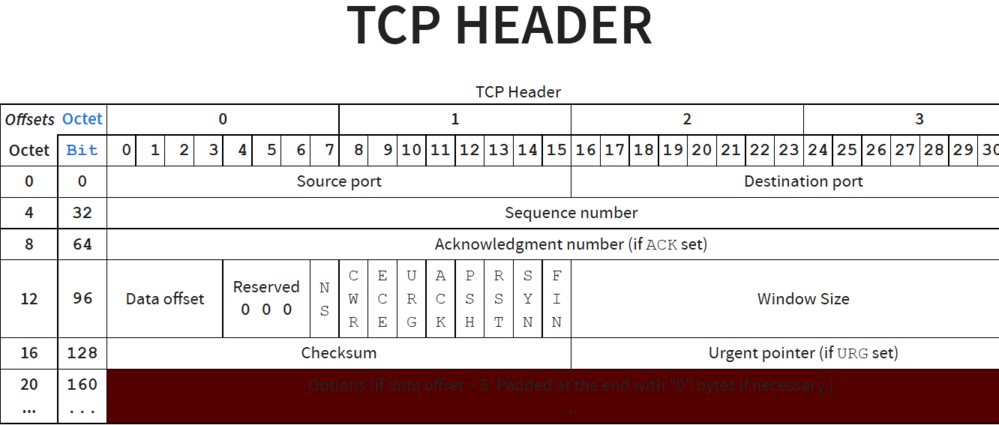 TCP HEADER
TCP Header
Offsets Octet 0 1 2 3
Octet Bit 0 1 2 3 4 5 6 7 8 9 10 11 12 13 14 15 16 17 18 19 20 21 22 23 24 25 26 27 28 29 30
0 0 Source port Destination port
4 32 Sequence number
8 64 Acknowledgment number (if ACK set)
12 96 Data offset Reserved 0 0 0 NS CWR ECE URG ACK PSH RST SYN FIN Window Size
16 128 Checksum Urgent pointer (if URG set)
20 160 Options (if data offset > 5. Padded at the end with "0" bytes if necessary.)
... ... ...